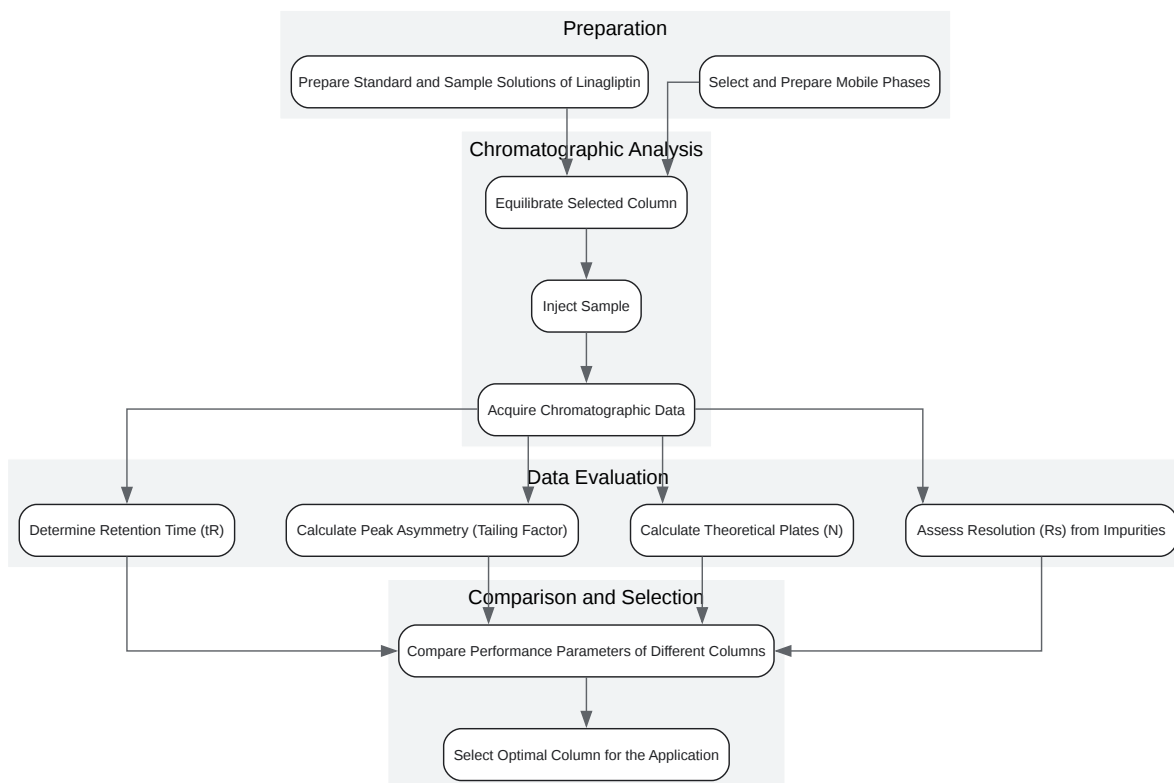 Preparation
Prepare Standard and Sample Solutions of Linagliptin
Select and Prepare Mobile Phases
Chromatographic Analysis
Equilibrate Selected Column
Inject Sample
Acquire Chromatographic Data
Data Evaluation
Determine Retention Time (tR)
Calculate Peak Asymmetry (Tailing Factor)
Calculate Theoretical Plates (N)
Assess Resolution (Rs) from Impurities
Comparison and Selection
Compare Performance Parameters of Different Columns
Select Optimal Column for the Application